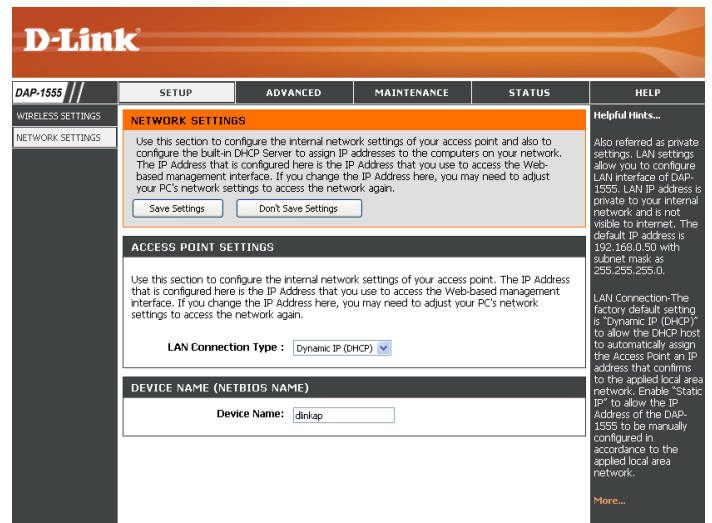 D-Link
DAP-1555
SETUP
ADVANCED
MAINTENANCE
STATUS
HELP
WIRELESS SETTINGS
NETWORK SETTINGS
NETWORK SETTINGS
Use this section to configure the internal network settings of your access point and also to
configure the built-in DHCP Server to assign IP addresses to the computers on your network.
The IP Address that is configured here is the IP Address that you use to access the Web-
based management interface. If you change the IP Address here, you may need to adjust
your PC's network settings to access the network again.
Save Settings
Don't Save Settings
ACCESS POINT SETTINGS
Use this section to configure the internal network settings of your access point. The IP Address
that is configured here is the IP Address that you use to access the Web-based management
interface. If you change the IP Address here, you may need to adjust your PC's network
settings to access the network again.
LAN Connection Type : Dynamic IP (DHCP)
DEVICE NAME (NETBIOS NAME)
Device Name: dlinkap
Helpful Hints...
Also referred as private
settings. LAN settings
allow you to configure
LAN interface of DAP-
1555. LAN IP address is
private to your internal
network and is not
visible to internet. The
default IP address is
192.168.0.50 with
subnet mask as
255.255.255.0.
LAN Connection-The
factory default setting
is "Dynamic IP (DHCP)"
to allow the DHCP host
to automatically assign
the Access Point an IP
address that confirms
to the applied local area
network. Enable "Static
IP" to allow the IP
Address of the DAP-
1555 to be manually
configured in
accordance to the
applied local area
network.
More...